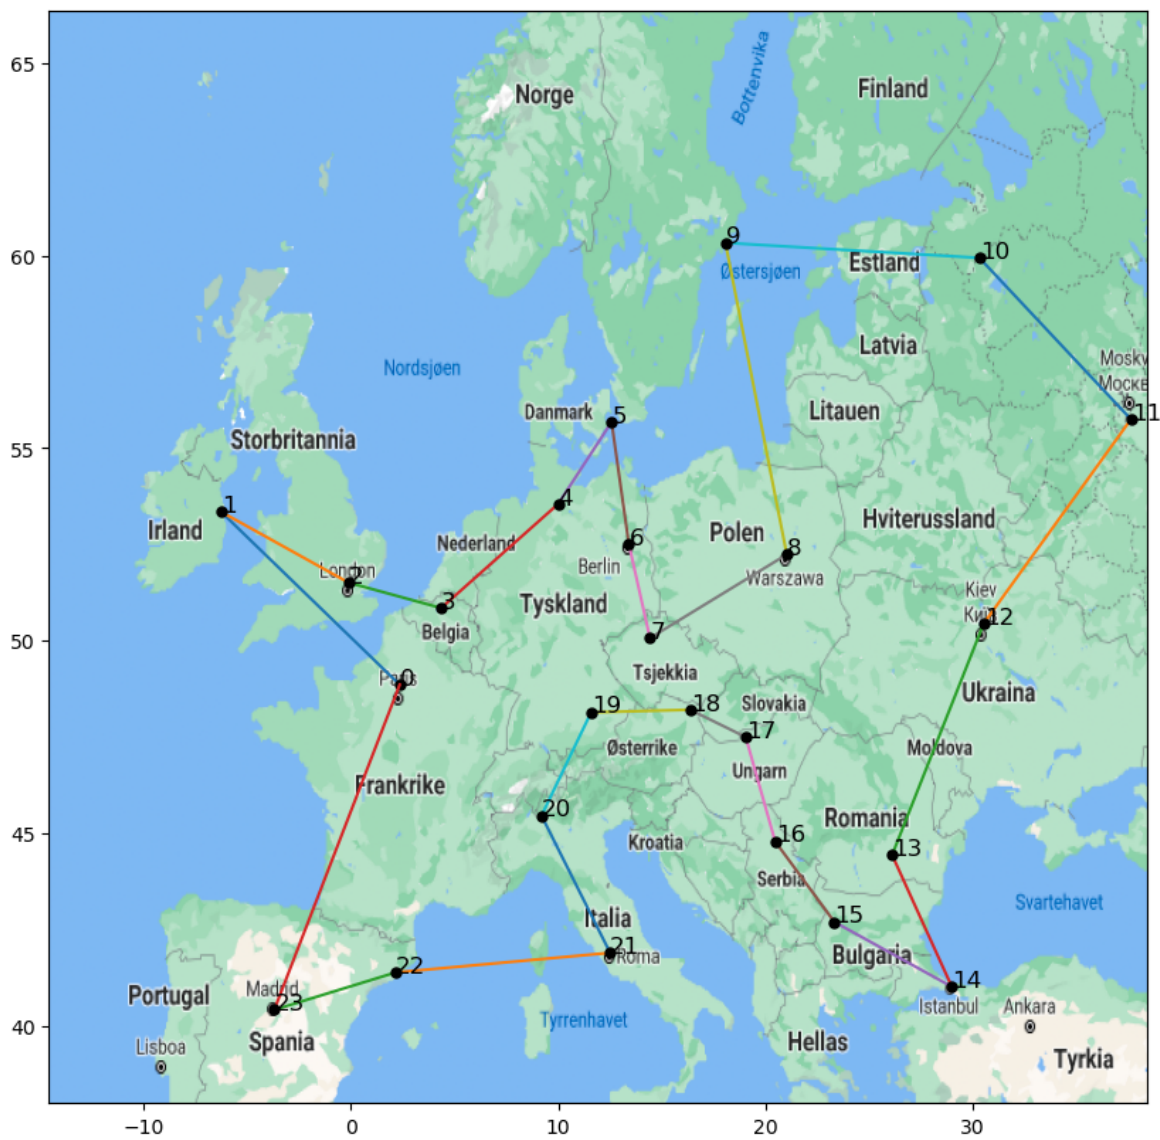 65
Norge
Bottenvika
Finland
60
9
10
Østersjøen
Estland
Latvia
Nordsjøen
Moskv
Москв
11
Danmark
5
Litauen
55
Storbritannia
1
4
Irland
Nederland
6
Polen
Hviterussland
8
Berlin
Warszawa
London
2
3
Tyskland
Kiev
Київ
12
Belgia
7
50
Paris
0
Tsjekkia
Slovakia
Ukraina
19
18
17
Østerrike
Moldova
Frankrike
Ungarn
20
16
Romania
45
Kroatia
13
Serbia
Svartehavet
Italia
15
21
Roma
Bulgaria
22
Portugal
Madrid
23
14
Istanbul
Ankara
40
Tyrrenhavet
Lisboa
Spania
Hellas
Tyrkia
−10
0
10
20
30